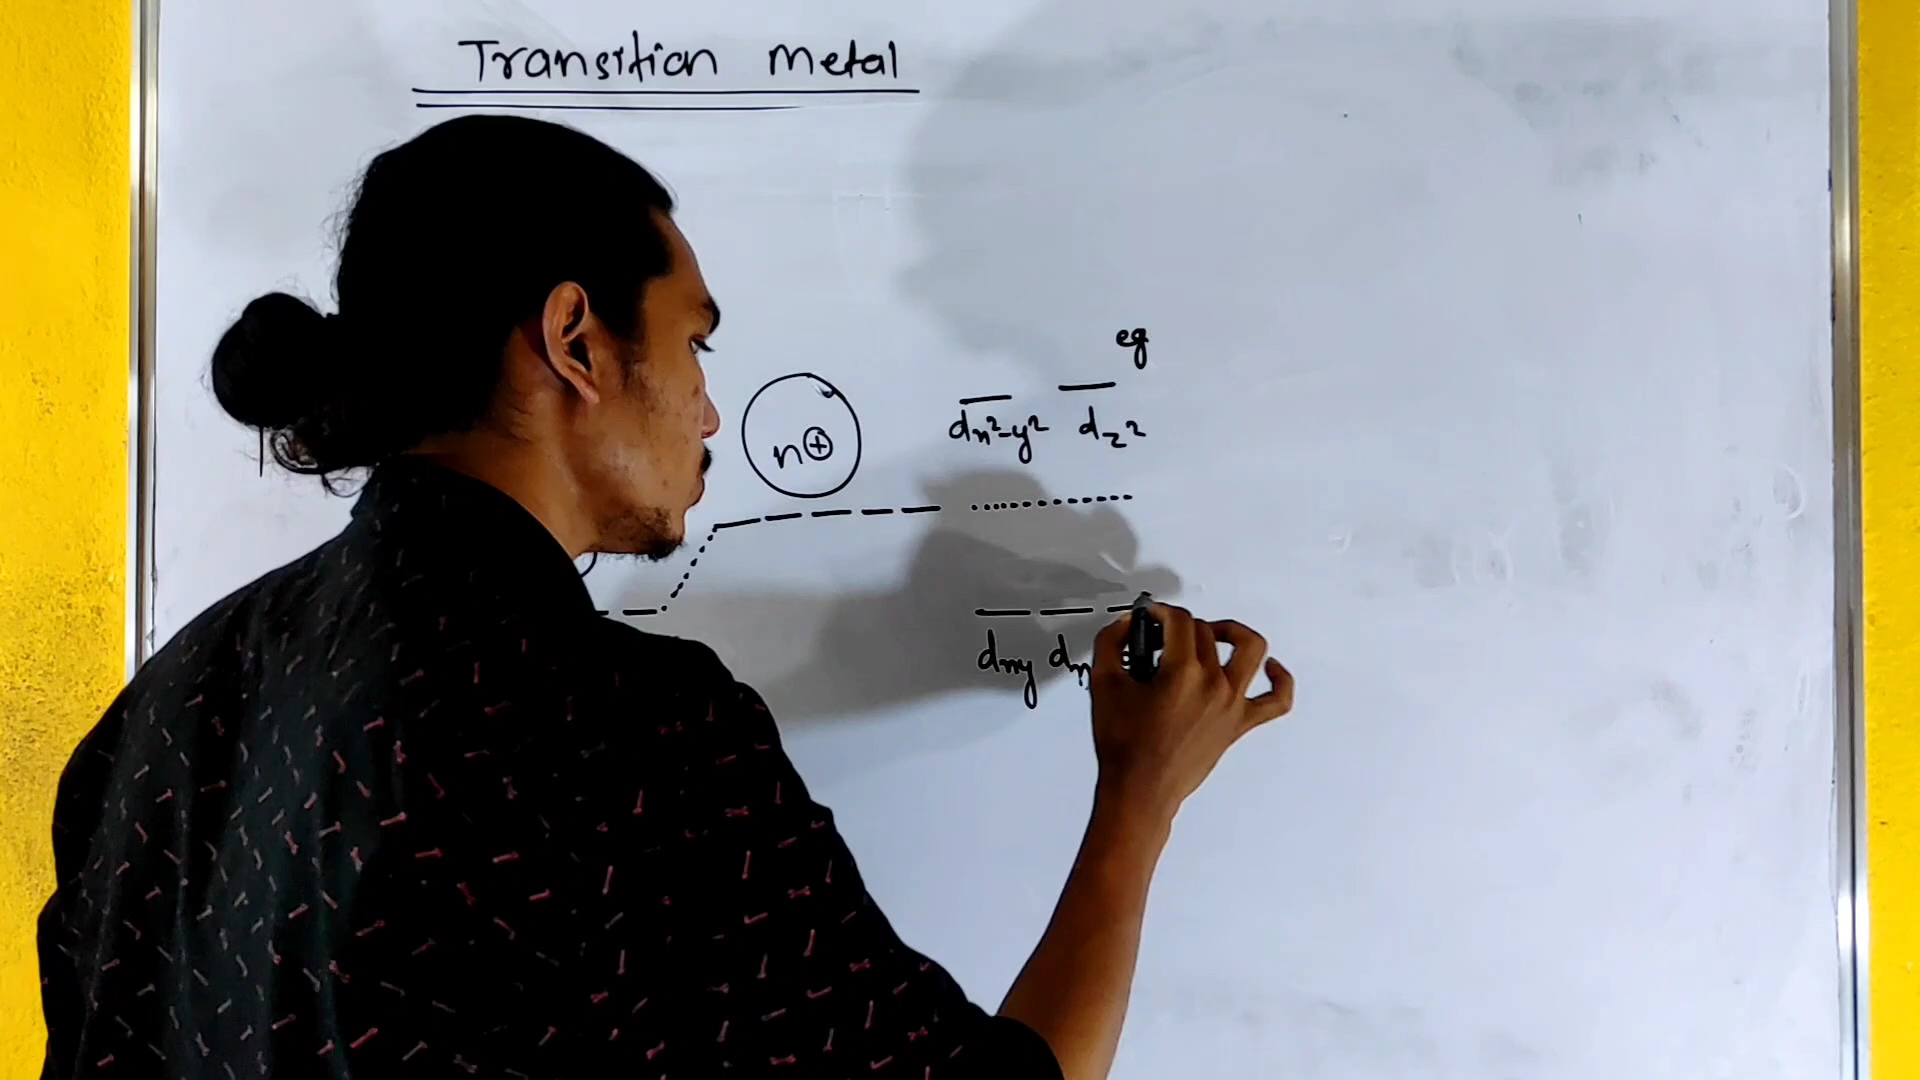 Transition Metal
eg
n⊕
dx²-y² dz²
dxy